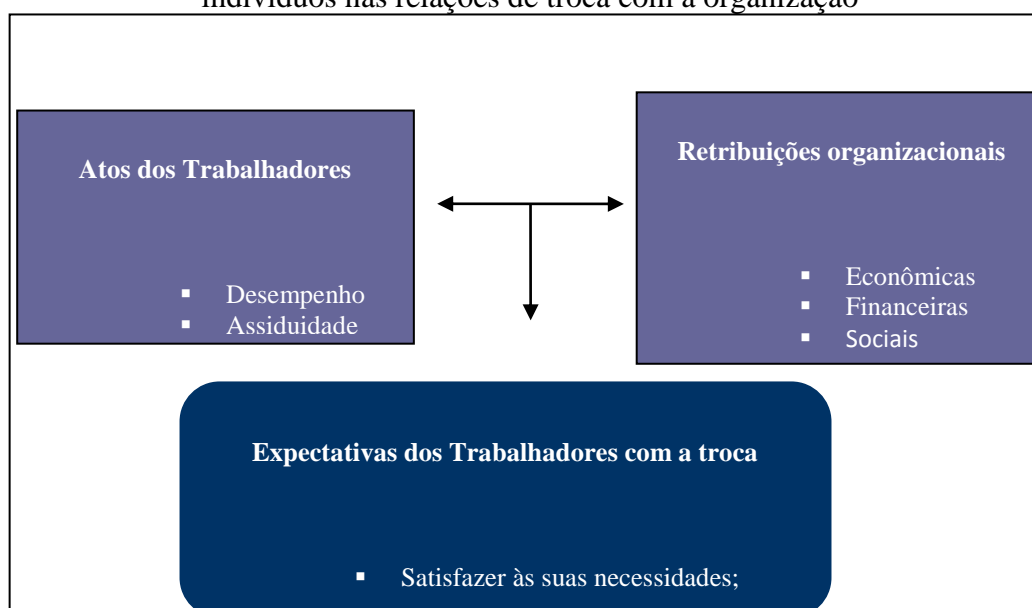 indivíduos nas relações de troca com a organização
Atos dos Trabalhadores
▪ Desempenho
▪ Assiduidade
Retribuições organizacionais
▪ Econômicas
▪ Financeiras
▪ Sociais
Expectativas dos Trabalhadores com a troca
▪ Satisfazer às suas necessidades;